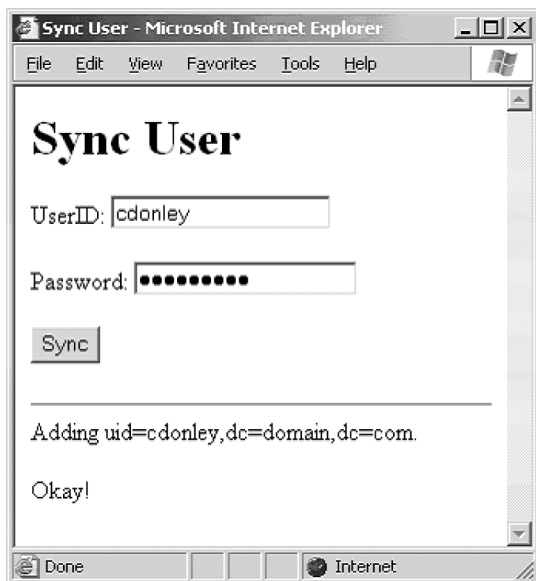 Sync User - Microsoft Internet Explorer
File Edit View Favorites Tools Help
Sync User
UserID: cdonley
Password: •••••••••
Sync
Adding uid=cdonley,dc=domain,dc=com.
Okay!
Done Internet